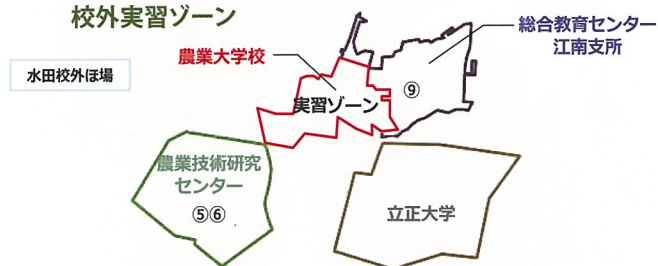 校外実習ゾーン
総合教育センター
江南支所
農業大学校
水田校外ほ場
実習ゾーン
⑨
農業技術研究
センター
⑤⑥
立正大学